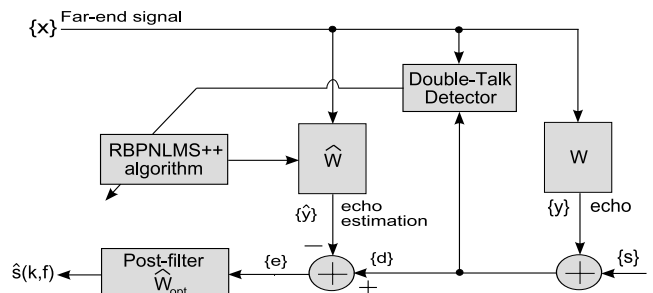 {x} Far-end signal
Double-Talk
Detector
RBPNLMS++
algorithm
Ŵ
W
{ŷ} echo
estimation
{y} echo
ŝ(k,f)
Post-filter
Ŵopt
{e}
−
+
+
{d}
+
{s}